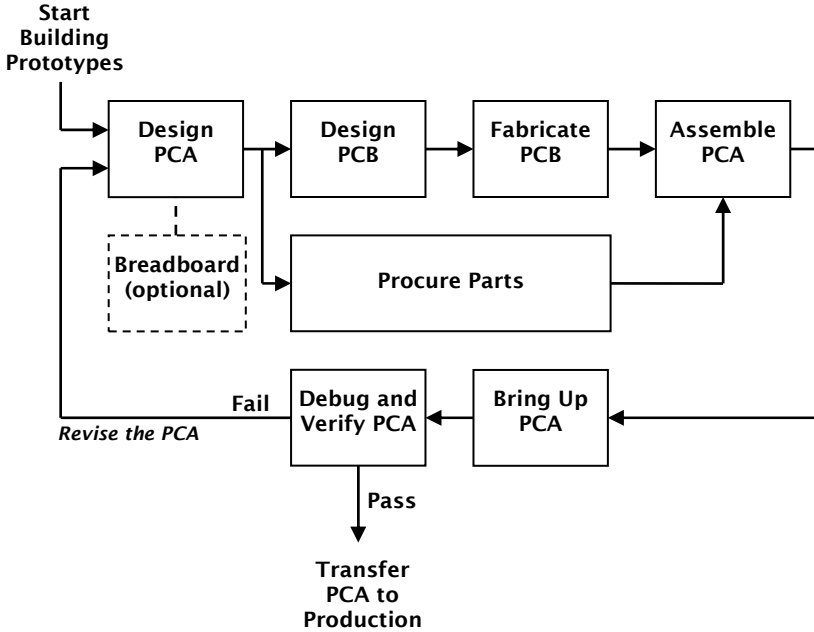 Start
Building
Prototypes
Design
PCA
Design
PCB
Fabricate
PCB
Assemble
PCA
Breadboard
(optional)
Procure Parts
Fail
Revise the PCA
Debug and
Verify PCA
Bring Up
PCA
Pass
Transfer
PCA to
Production